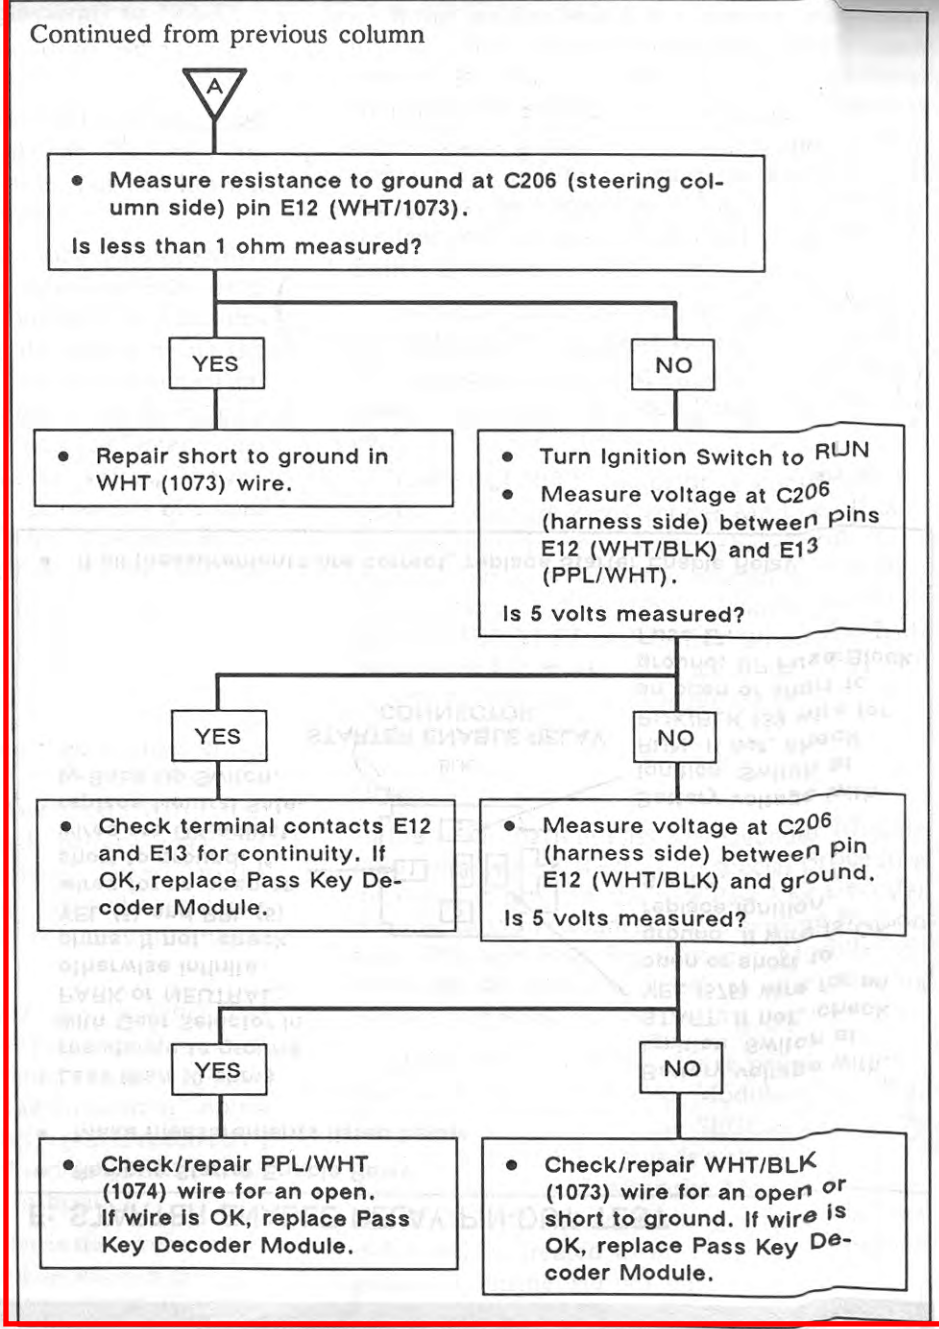 Continued from previous column
A
• Measure resistance to ground at C206 (steering col-
umn side) pin E12 (WHT/1073).
Is less than 1 ohm measured?
YES
NO
• Repair short to ground in
WHT (1073) wire.
• Turn Ignition Switch to RUN
• Measure voltage at C206
(harness side) between pins
E12 (WHT/BLK) and E13
(PPL/WHT).
Is 5 volts measured?
YES
NO
• Check terminal contacts E12
and E13 for continuity. If
OK, replace Pass Key De-
coder Module.
• Measure voltage at C206
(harness side) between pin
E12 (WHT/BLK) and ground.
Is 5 volts measured?
YES
NO
• Check/repair PPL/WHT
(1074) wire for an open.
If wire is OK, replace Pass
Key Decoder Module.
• Check/repair WHT/BLK
(1073) wire for an open or
short to ground. If wire is
OK, replace Pass Key De-
coder Module.